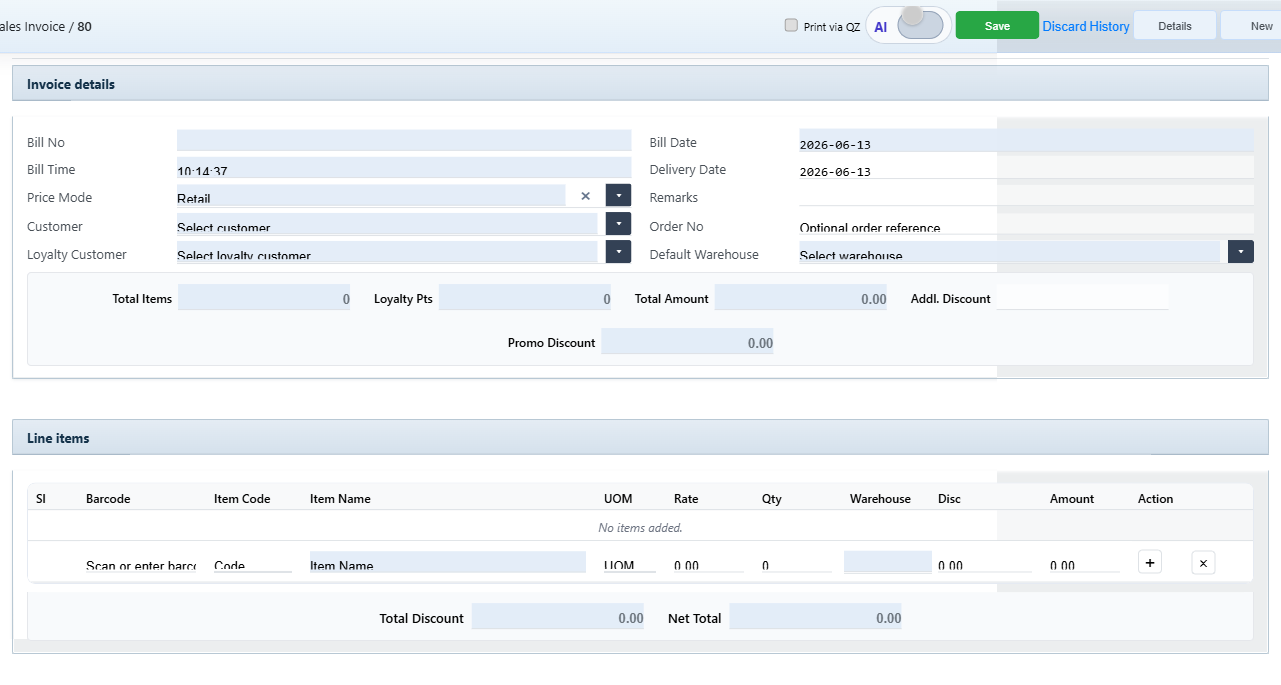 ales Invoice / 80
Print via QZ AI Save Discard History Details New
Invoice details
Bill No
Bill Date 2026-06-13
Bill Time 10:14:37
Delivery Date 2026-06-13
Price Mode Retail ×
Remarks
Customer Select customer
Order No Optional order reference
Loyalty Customer Select loyalty customer
Default Warehouse Select warehouse
Total Items 0 Loyalty Pts 0 Total Amount 0.00 Addl. Discount
Promo Discount 0.00
Line items
Sl Barcode Item Code Item Name UOM Rate Qty Warehouse Disc Amount Action
No items added.
Scan or enter barco Code Item Name UOM 0.00 0 0.00 0.00 + ×
Total Discount 0.00 Net Total 0.00